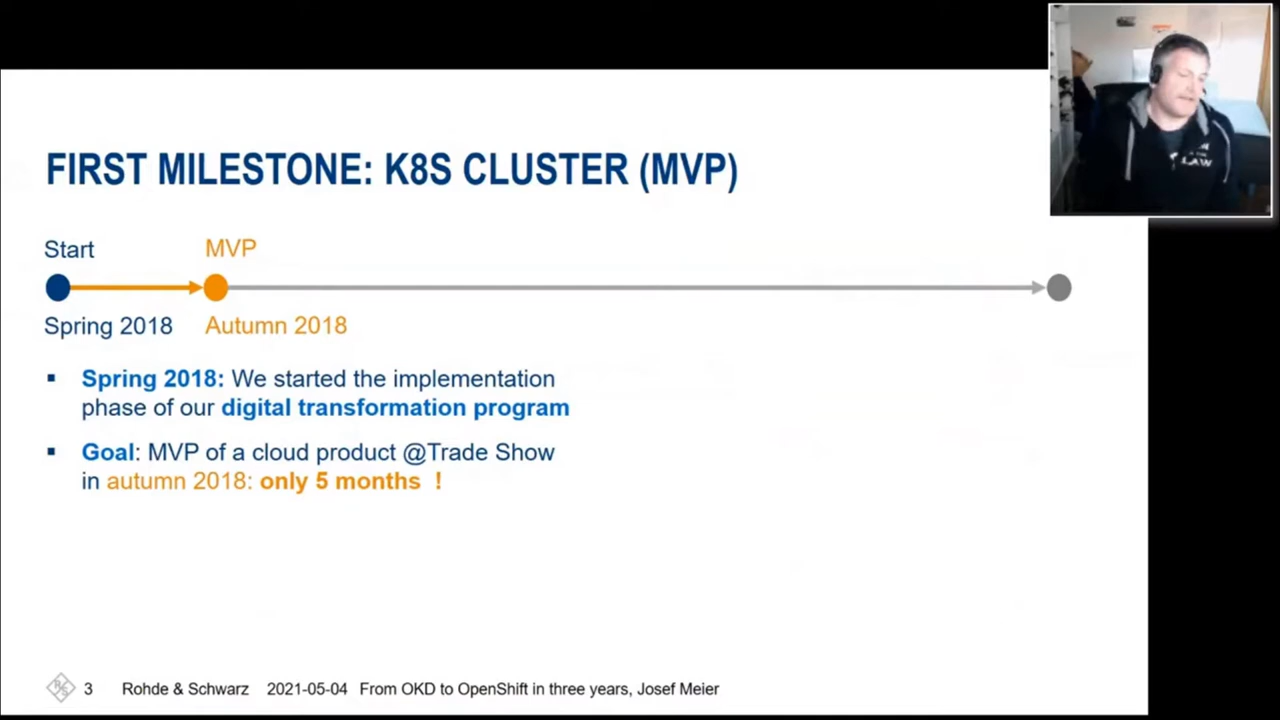 FIRST MILESTONE: K8S CLUSTER (MVP)
Start MVP
Spring 2018 Autumn 2018
▪ Spring 2018: We started the implementation
phase of our digital transformation program
▪ Goal: MVP of a cloud product @Trade Show
in autumn 2018: only 5 months !
3 Rohde & Schwarz 2021-05-04 From OKD to OpenShift in three years, Josef Meier